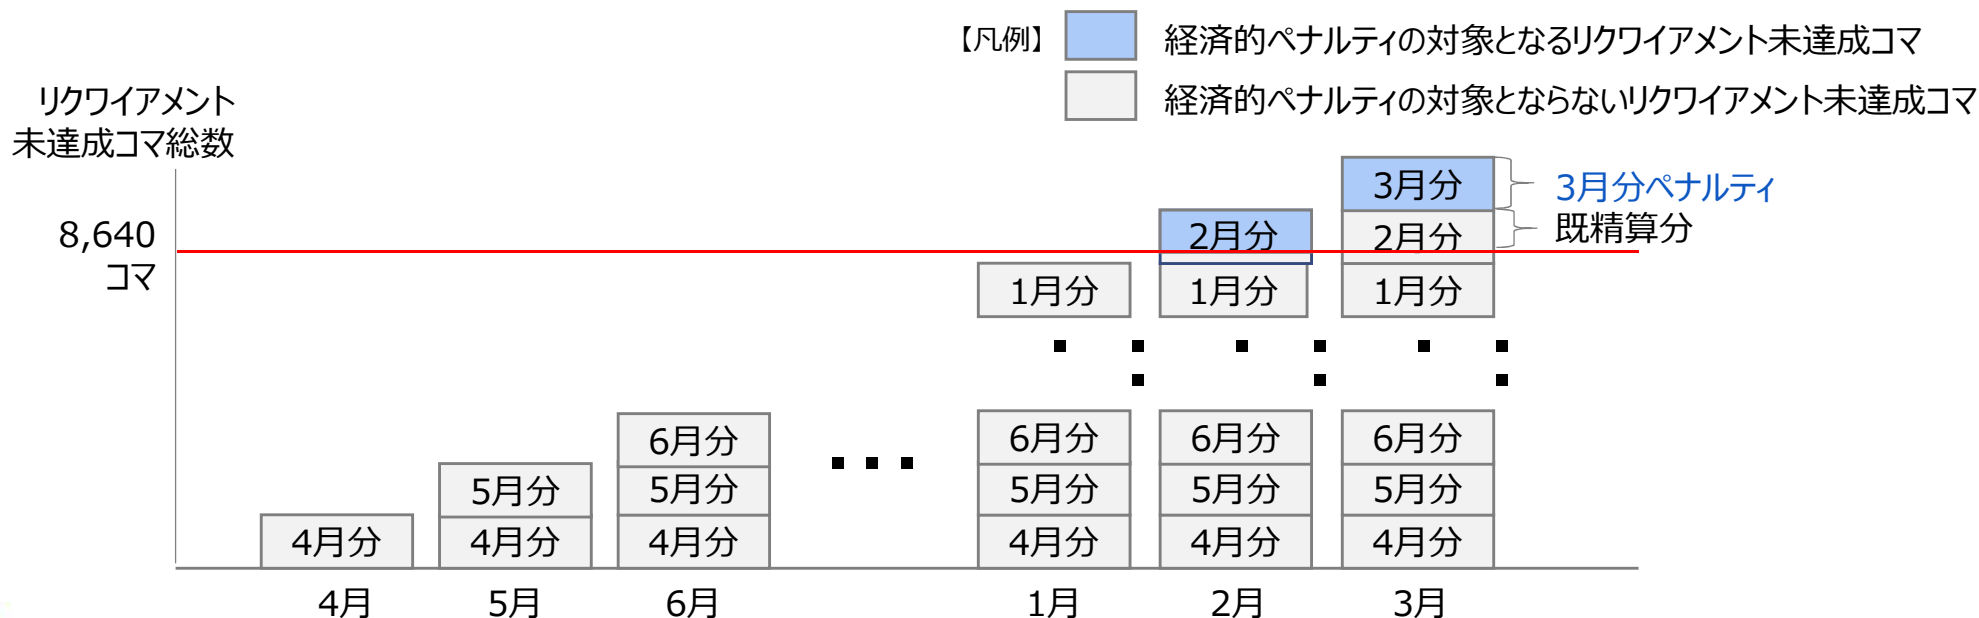 【凡例】
経済的ペナルティの対象となるリクワイアメント未達成コマ
経済的ペナルティの対象とならないリクワイアメント未達成コマ
リクワイアメント
未達成コマ総数
8,640
コマ
3月分
3月分ペナルティ
2月分
2月分
既精算分
1月分
1月分
1月分
6月分
6月分
6月分
6月分
5月分
5月分
5月分
5月分
5月分
4月分
4月分
4月分
4月分
4月分
4月分
4月
5月
6月
1月
2月
3月